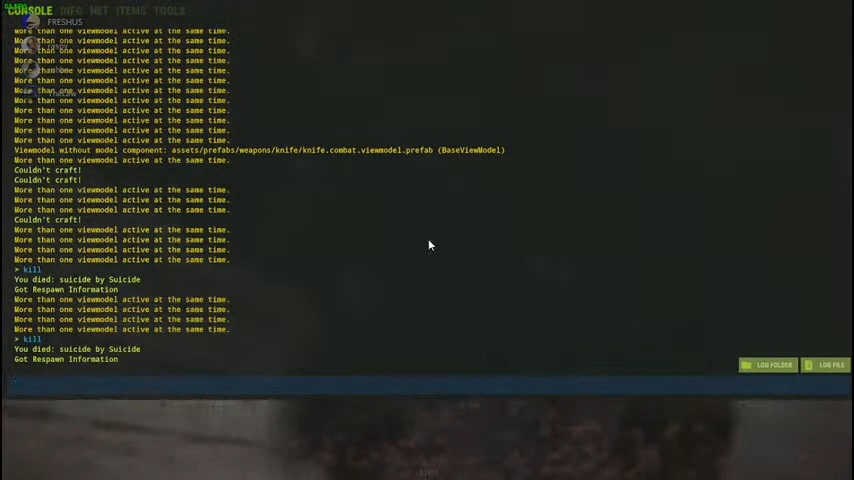 CONSOLE INFO NET ITEMS TOOLS
FRESHUS
More than one viewmodel active at the same time.
More than one viewmodel active at the same time.
More than one viewmodel active at the same time.
More than one viewmodel active at the same time.
More than one viewmodel active at the same time.
More than one viewmodel active at the same time.
More than one viewmodel active at the same time.
More than one viewmodel active at the same time.
More than one viewmodel active at the same time.
More than one viewmodel active at the same time.
More than one viewmodel active at the same time.
More than one viewmodel active at the same time.
Viewmodel without model component: assets/prefabs/weapons/knife/knife.combat.viewmodel.prefab (BaseViewModel)
More than one viewmodel active at the same time.
Couldn't craft!
Couldn't craft!
More than one viewmodel active at the same time.
More than one viewmodel active at the same time.
More than one viewmodel active at the same time.
Couldn't craft!
More than one viewmodel active at the same time.
More than one viewmodel active at the same time.
More than one viewmodel active at the same time.
More than one viewmodel active at the same time.
> kill
You died: suicide by Suicide
Got Respawn Information
More than one viewmodel active at the same time.
More than one viewmodel active at the same time.
More than one viewmodel active at the same time.
More than one viewmodel active at the same time.
> kill
You died: suicide by Suicide
Got Respawn Information
LOG FOLDER
LOG FILE